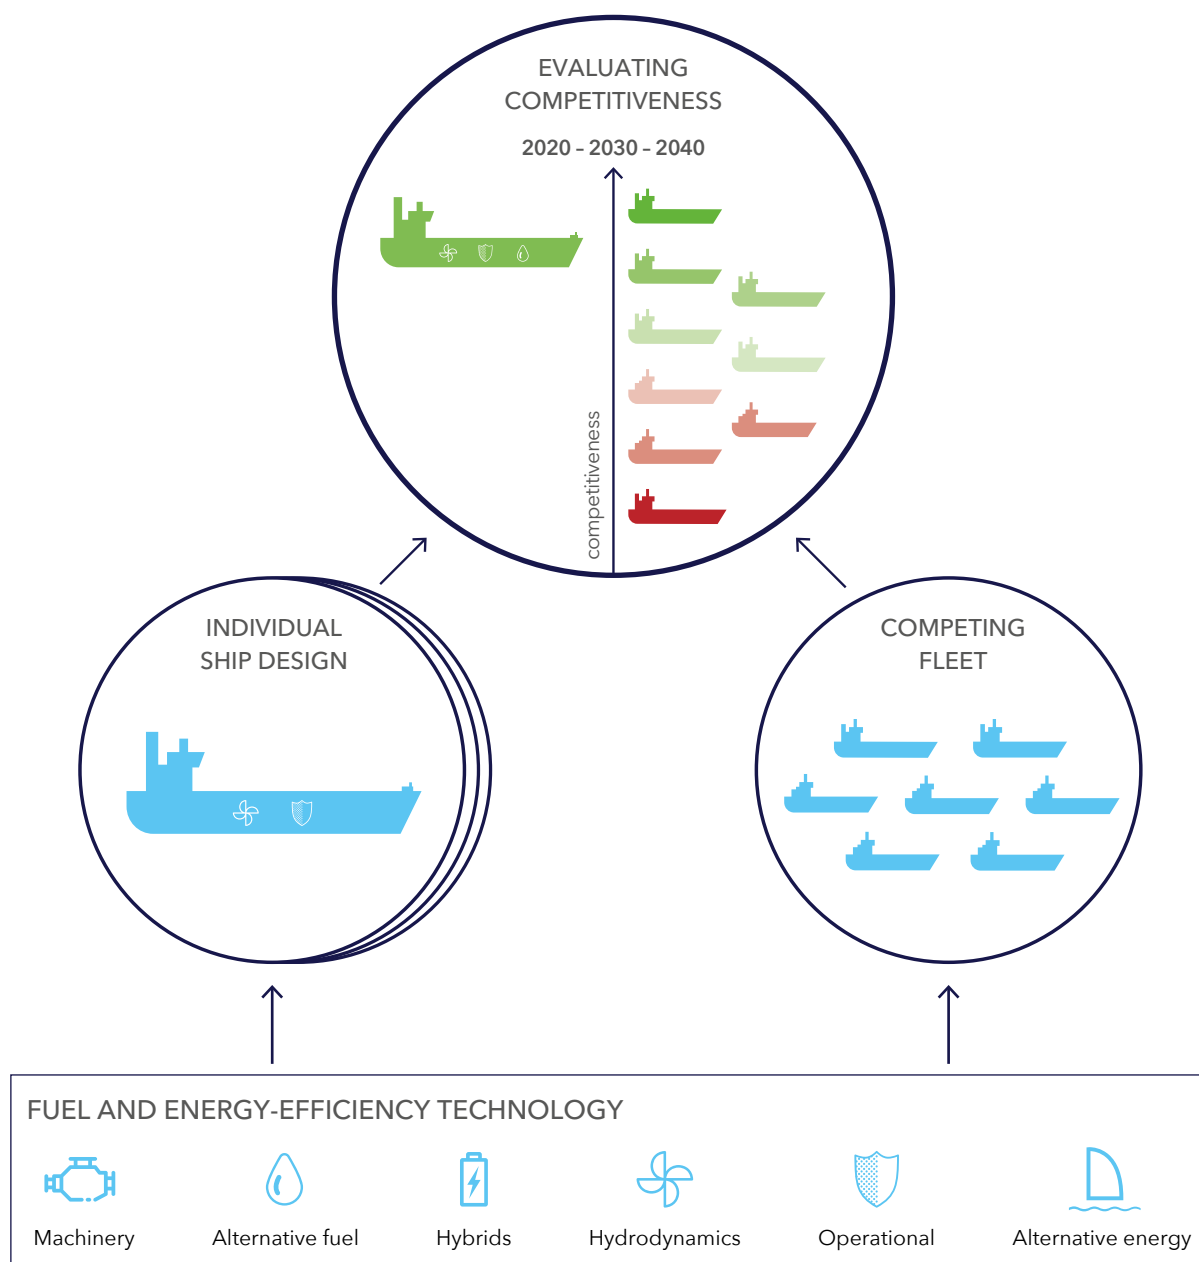 EVALUATING
COMPETITIVENESS
2020 – 2030 – 2040
competitiveness
INDIVIDUAL
SHIP DESIGN
COMPETING
FLEET
FUEL AND ENERGY-EFFICIENCY TECHNOLOGY
Machinery
Alternative fuel
Hybrids
Hydrodynamics
Operational
Alternative energy